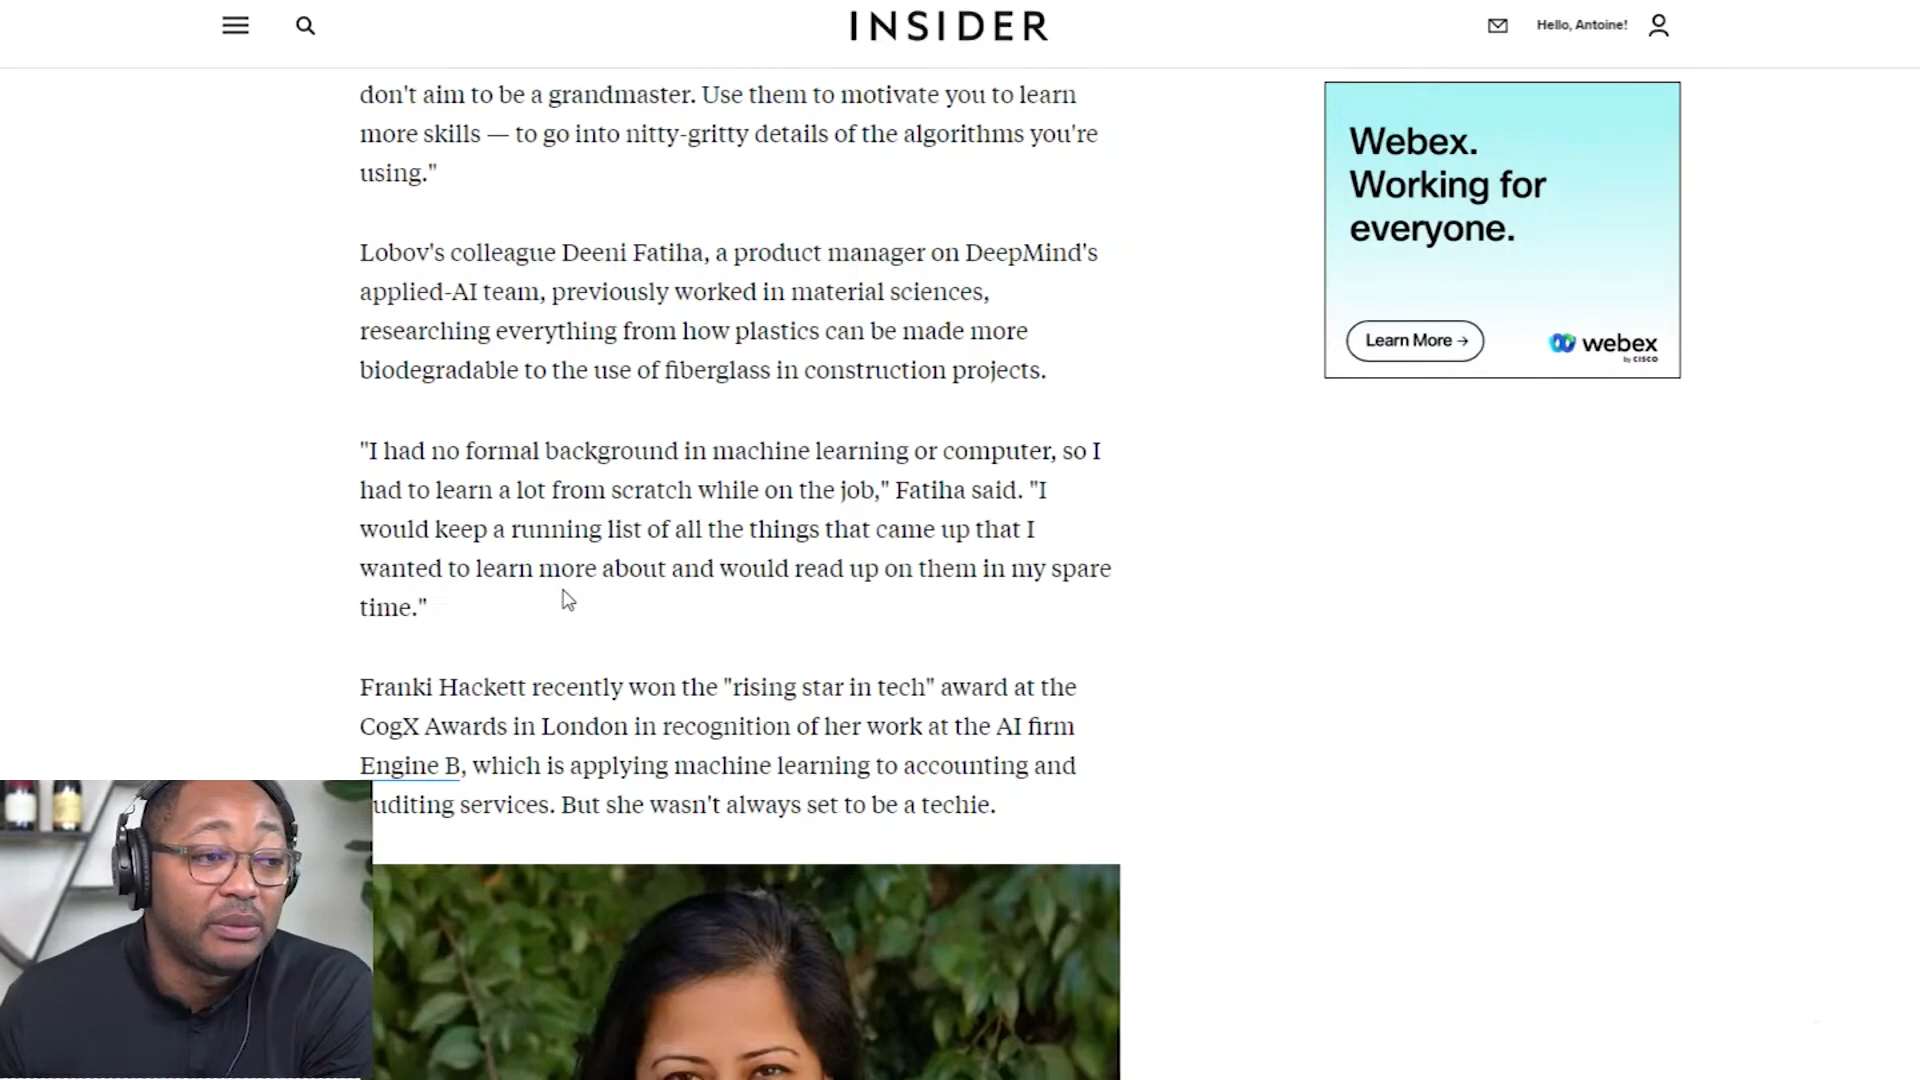 INSIDER
Hello, Antoine!
don't aim to be a grandmaster. Use them to motivate you to learn
more skills — to go into nitty-gritty details of the algorithms you're
using."
Lobov's colleague Deeni Fatiha, a product manager on DeepMind's
applied-AI team, previously worked in material sciences,
researching everything from how plastics can be made more
biodegradable to the use of fiberglass in construction projects.
"I had no formal background in machine learning or computer, so I
had to learn a lot from scratch while on the job," Fatiha said. "I
would keep a running list of all the things that came up that I
wanted to learn more about and would read up on them in my spare
time."
Franki Hackett recently won the "rising star in tech" award at the
CogX Awards in London in recognition of her work at the AI firm
Engine B, which is applying machine learning to accounting and
uditing services. But she wasn't always set to be a techie.
Webex.
Working for
everyone.
Learn More →
webex
by CISCO